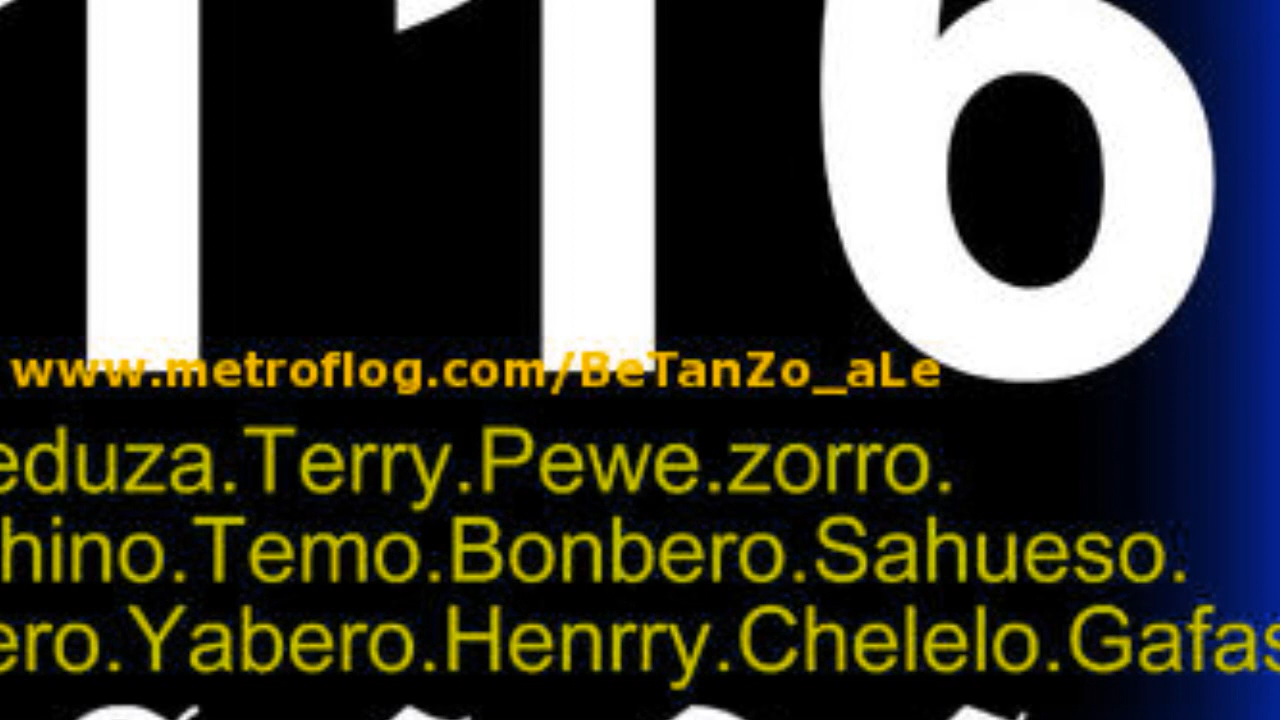 116
www.metroflog.com/BeTanZo_aLe
eduza.Terry.Pewe.zorro.
hino.Temo.Bonbero.Sahueso.
ero.Yabero.Henrry.Chelelo.Gafas